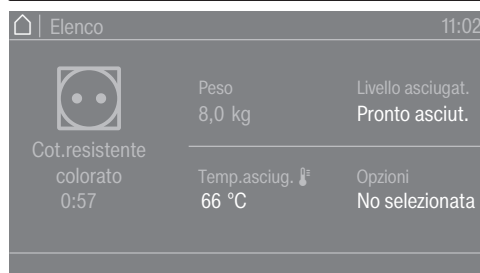 Elenco 11:02
Peso
8,0 kg
Livello asciugat.
Pronto asciut.
Cot.resistente
colorato
0:57
Temp.asciug.
66 °C
Opzioni
No selezionata